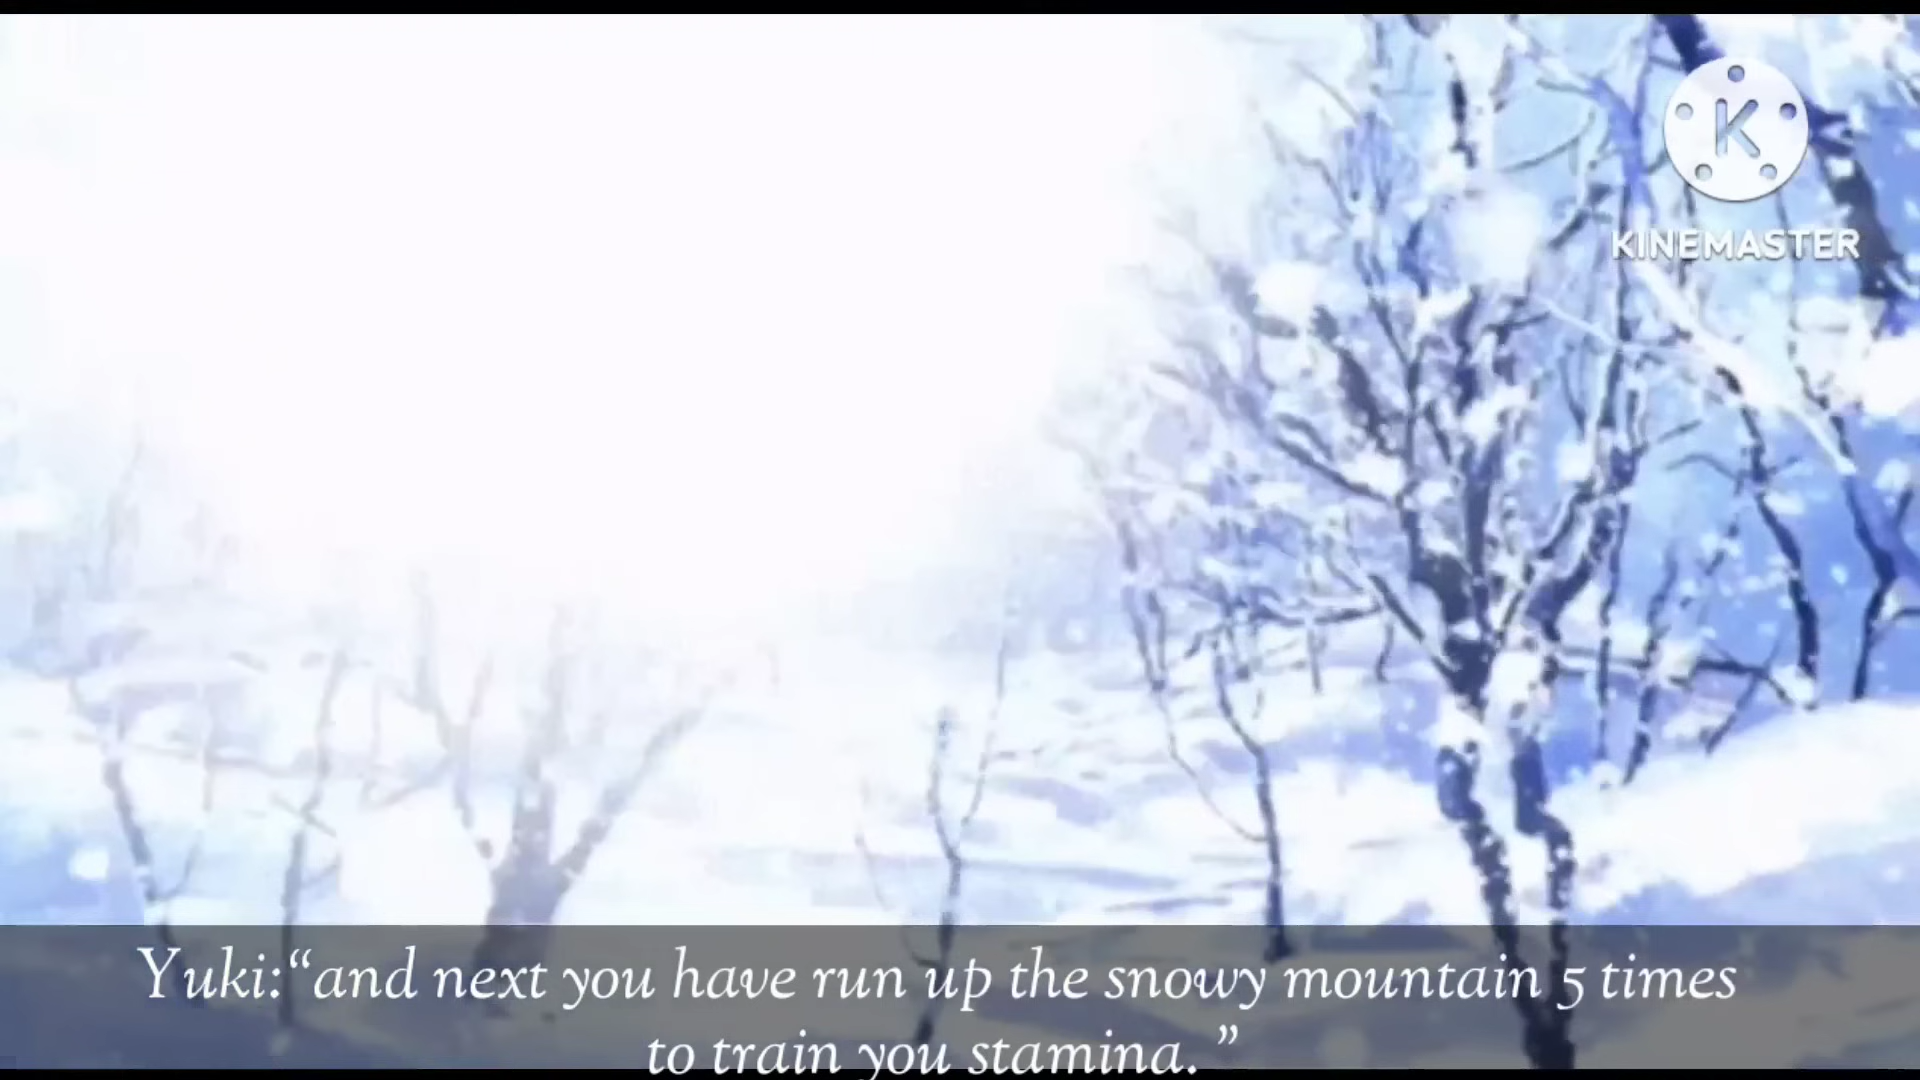 K
KINEMASTER
Yuki:“and next you have run up the snowy mountain 5 times
to train you stamina.”